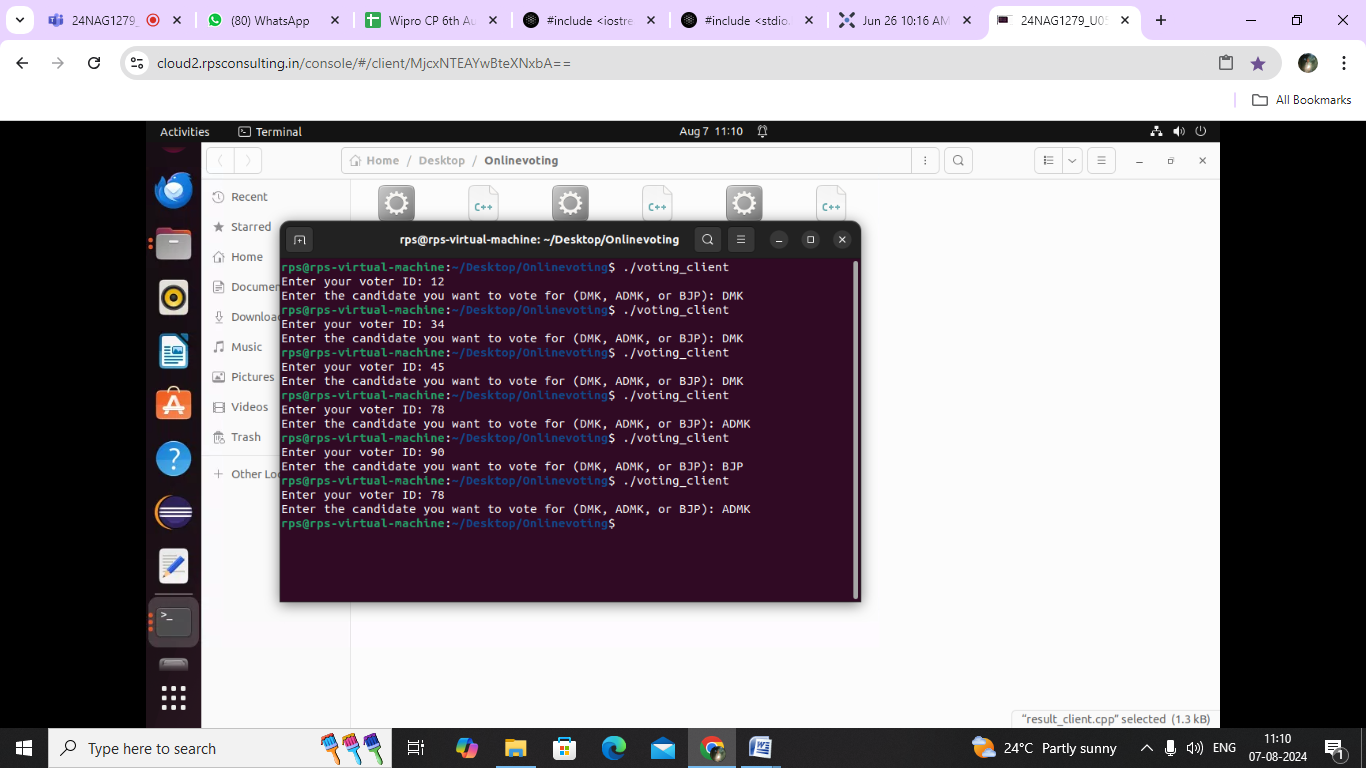 24NAG1279_
(80) WhatsApp
Wipro CP 6th Au
#include <iostre
#include <stdio.
Jun 26 10:16 AM
24NAG1279_U05
cloud2.rpsconsulting.in/console/#/client/MjcxNTEAYwBteXNxbA==
All Bookmarks
Activities
Terminal
Aug 7 11:10
Home / Desktop / Onlinevoting
Recent
Starred
Home
Documen
Downloa
Music
Pictures
Videos
Trash
Other Lo
C++
C++
C++
rps@rps-virtual-machine: ~/Desktop/Onlinevoting
rps@rps-virtual-machine:~/Desktop/Onlinevoting$ ./voting_client
Enter your voter ID: 12
Enter the candidate you want to vote for (DMK, ADMK, or BJP): DMK
rps@rps-virtual-machine:~/Desktop/Onlinevoting$ ./voting_client
Enter your voter ID: 34
Enter the candidate you want to vote for (DMK, ADMK, or BJP): DMK
rps@rps-virtual-machine:~/Desktop/Onlinevoting$ ./voting_client
Enter your voter ID: 45
Enter the candidate you want to vote for (DMK, ADMK, or BJP): DMK
rps@rps-virtual-machine:~/Desktop/Onlinevoting$ ./voting_client
Enter your voter ID: 78
Enter the candidate you want to vote for (DMK, ADMK, or BJP): ADMK
rps@rps-virtual-machine:~/Desktop/Onlinevoting$ ./voting_client
Enter your voter ID: 90
Enter the candidate you want to vote for (DMK, ADMK, or BJP): BJP
rps@rps-virtual-machine:~/Desktop/Onlinevoting$ ./voting_client
Enter your voter ID: 78
Enter the candidate you want to vote for (DMK, ADMK, or BJP): ADMK
rps@rps-virtual-machine:~/Desktop/Onlinevoting$
"result_client.cpp" selected (1.3 kB)
Type here to search
24°C Partly sunny
ENG
11:10
07-08-2024
1